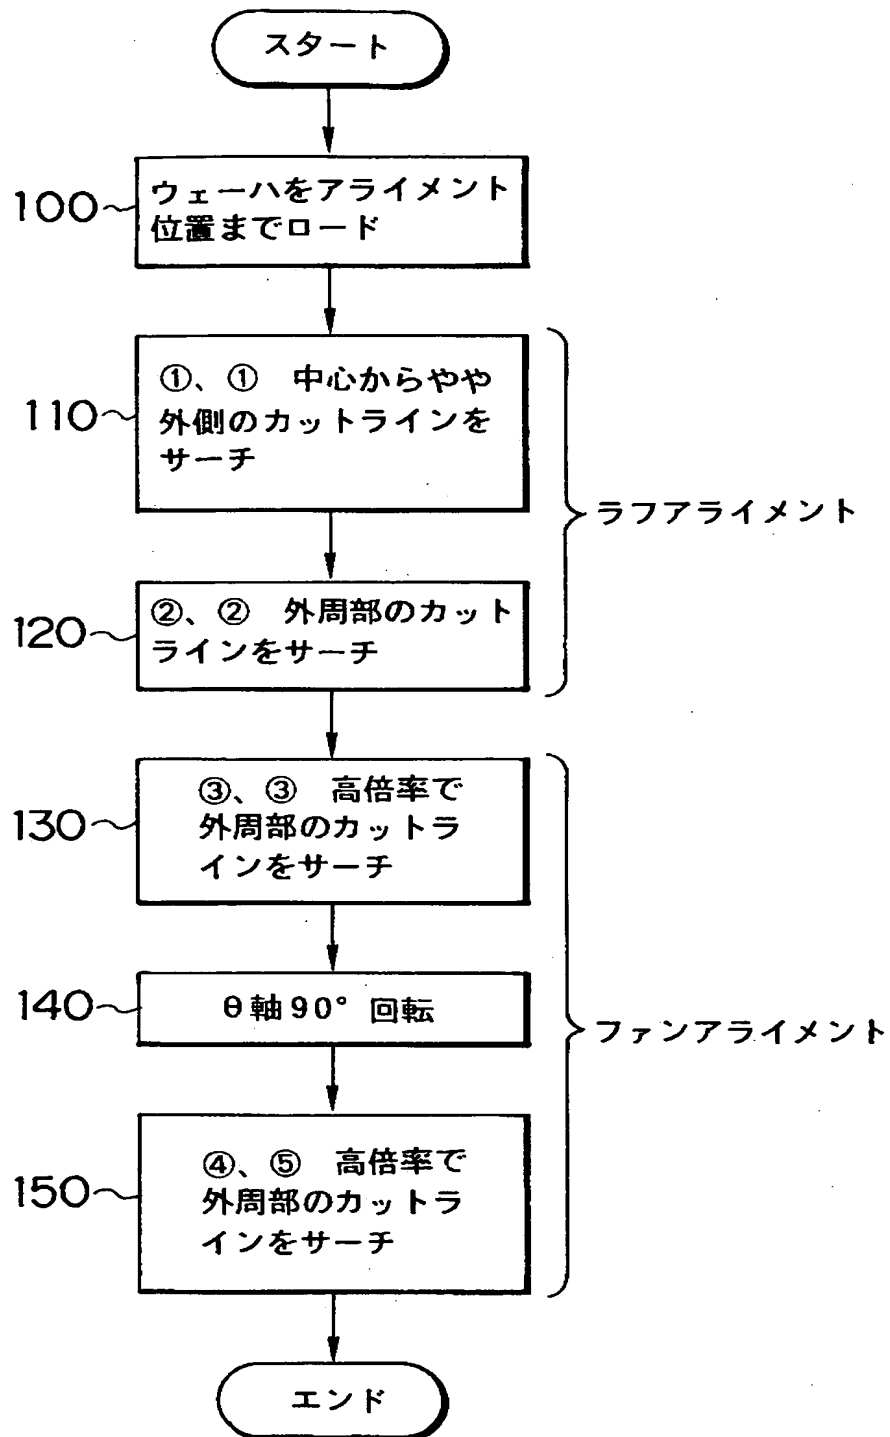 スタート
100
ウェーハをアライメント
位置までロード
110
①、① 中心からやや
外側のカットラインを
サーチ
ラフアライメント
120
②、② 外周部のカット
ラインをサーチ
130
③、③ 高倍率で
外周部のカットラ
インをサーチ
140
θ軸90° 回転
ファンアライメント
150
④、⑤ 高倍率で
外周部のカットラ
インをサーチ
エンド